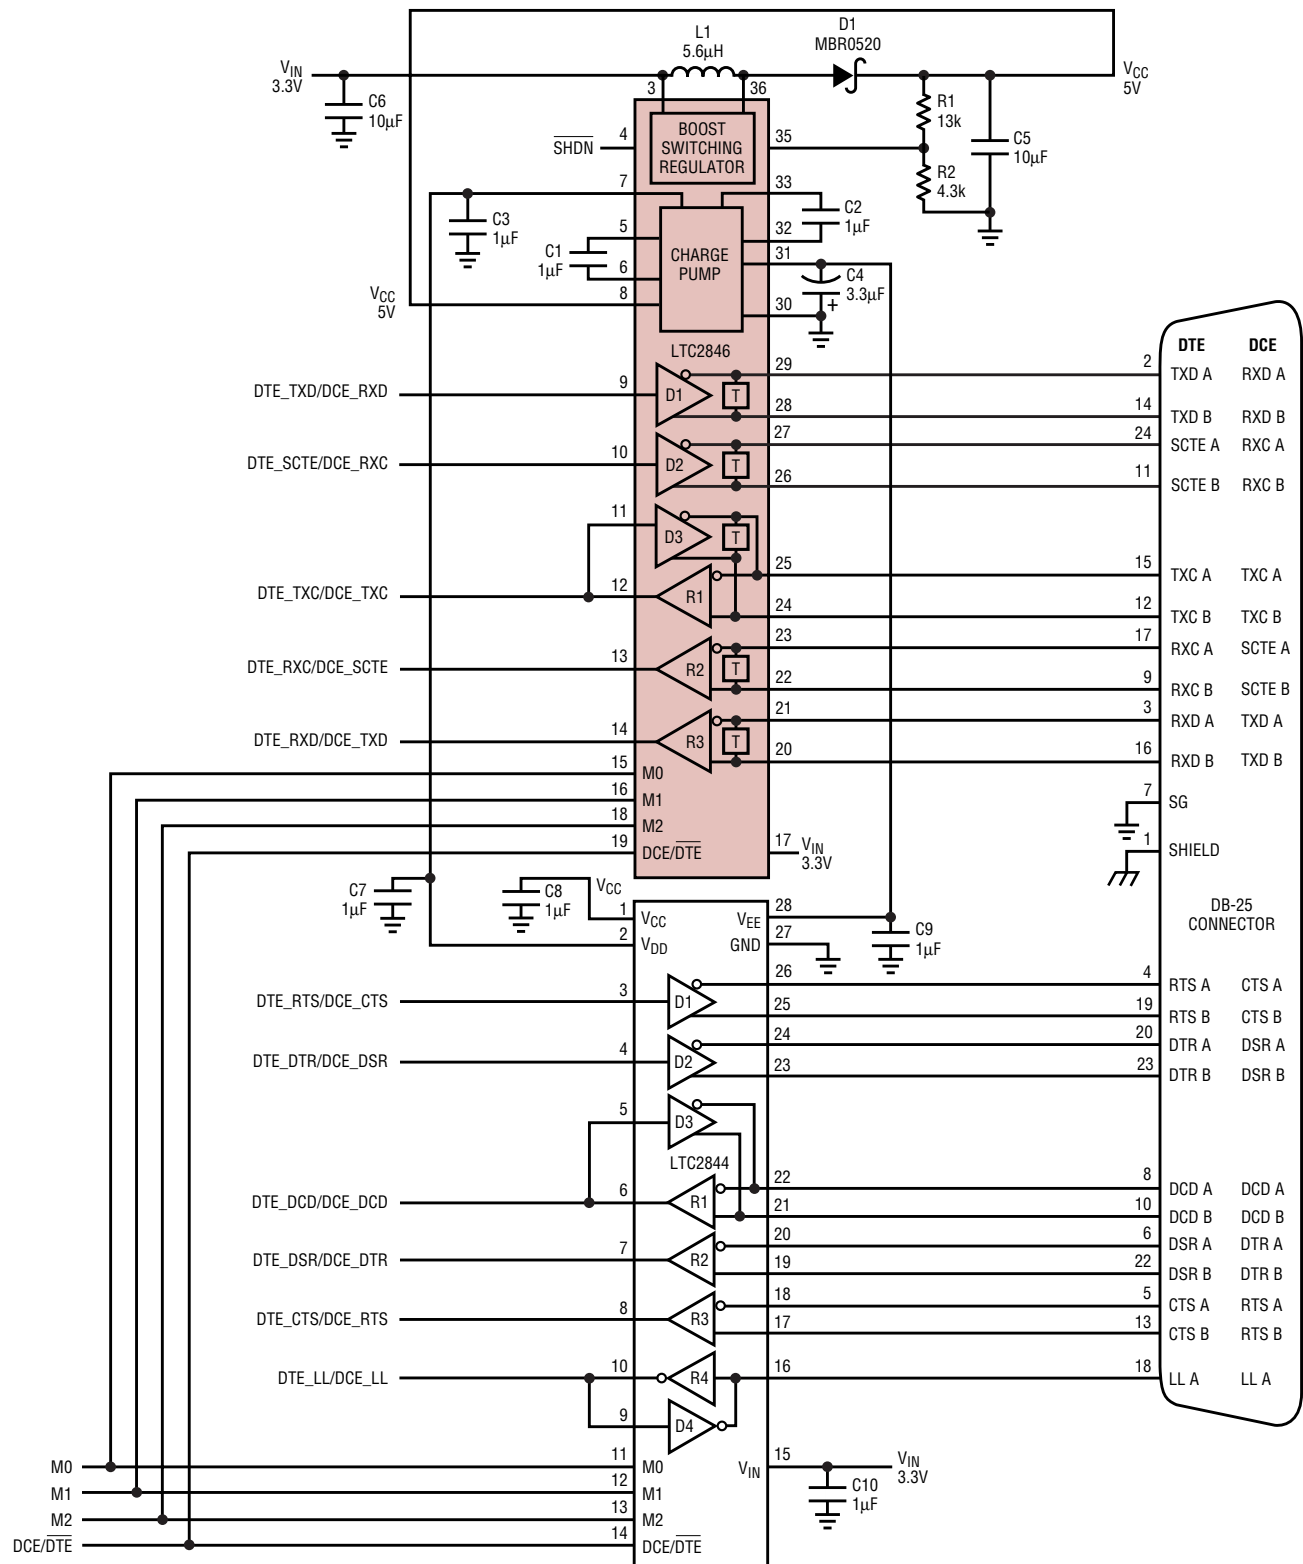 L1
5.6µH
D1
MBR0520
VIN
3.3V
C6
10µF
3
36
VCC
5V
R1
13k
C5
10µF
R2
4.3k
SHDN
4
BOOST
SWITCHING
REGULATOR
35
7
33
C3
1µF
C2
1µF
5
32
C1
1µF
CHARGE
PUMP
31
6
C4
3.3µF
+
VCC
5V
8
30
LTC2846
DTE
DCE
DTE_TXD/DCE_RXD
9
D1
T
29
2
TXD A
RXD A
28
14
TXD B
RXD B
DTE_SCTE/DCE_RXC
10
D2
T
27
24
SCTE A
RXC A
26
11
SCTE B
RXC B
11
D3
T
DTE_TXC/DCE_TXC
12
R1
25
15
TXC A
TXC A
24
12
TXC B
TXC B
DTE_RXC/DCE_SCTE
13
R2
T
23
17
RXC A
SCTE A
22
9
RXC B
SCTE B
DTE_RXD/DCE_TXD
14
R3
T
21
3
RXD A
TXD A
20
16
RXD B
TXD B
15
M0
16
M1
18
M2
19
DCE/DTE
17
VIN
3.3V
7
SG
1
SHIELD
DB-25
CONNECTOR
C7
1µF
C8
1µF
VCC
1
VCC
2
VDD
VEE
28
GND
27
C9
1µF
DTE_RTS/DCE_CTS
3
D1
26
4
RTS A
CTS A
25
19
RTS B
CTS B
DTE_DTR/DCE_DSR
4
D2
24
20
DTR A
DSR A
23
23
DTR B
DSR B
5
D3
LTC2844
DTE_DCD/DCE_DCD
6
R1
22
8
DCD A
DCD A
21
10
DCD B
DCD B
DTE_DSR/DCE_DTR
7
R2
20
6
DSR A
DTR A
19
22
DSR B
DTR B
DTE_CTS/DCE_RTS
8
R3
18
5
CTS A
RTS A
17
13
CTS B
RTS B
DTE_LL/DCE_LL
10
R4
16
18
LL A
LL A
9
D4
M0
11
M0
VIN
15
VIN
3.3V
C10
1µF
M1
12
M1
M2
13
M2
DCE/DTE
14
DCE/DTE